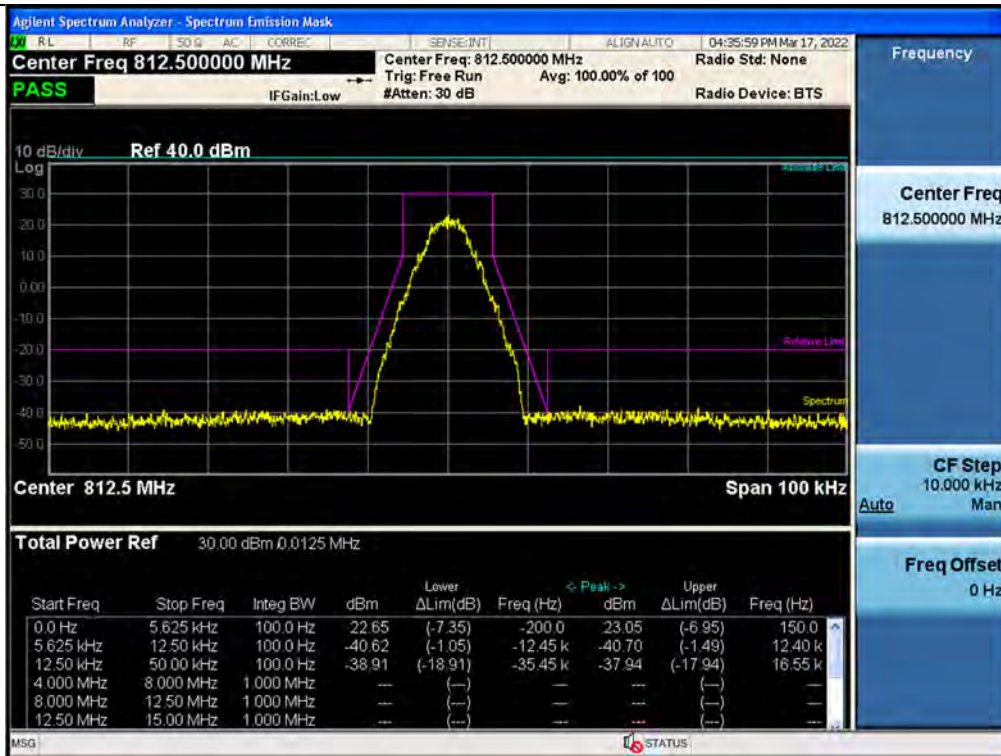 Agilent Spectrum Analyzer - Spectrum Emission Mask
LXI RL RF 50 Ω AC CORREC SENSE:INT ALIGN AUTO 04:35:59 PM Mar 17, 2022
Center Freq 812.500000 MHz Center Freq: 812.500000 MHz Radio Std: None
Trig: Free Run Avg: 100.00% of 100
PASS IFGain:Low #Atten: 30 dB Radio Device: BTS
10 dB/div Ref 40.0 dBm
Log Absolute Limit
30.0
20.0
10.0
0.00
-10.0
-20.0 Relative Limit
-30.0
Spectrum
-40.0
-50.0
Center 812.5 MHz Span 100 kHz
Total Power Ref 30.00 dBm / 0.0125 MHz
Lower <- Peak -> Upper
Start Freq Stop Freq Integ BW dBm ΔLim(dB) Freq (Hz) dBm ΔLim(dB) Freq (Hz)
0.0 Hz 5.625 kHz 100.0 Hz 22.65 (-7.35) -200.0 23.05 (-6.95) 150.0
5.625 kHz 12.50 kHz 100.0 Hz -40.62 (-1.05) -12.45 k -40.70 (-1.49) 12.40 k
12.50 kHz 50.00 kHz 100.0 Hz -38.91 (-18.91) -35.45 k -37.94 (-17.94) 16.55 k
4.000 MHz 8.000 MHz 1.000 MHz --- (---) --- --- (---) ---
8.000 MHz 12.50 MHz 1.000 MHz --- (---) --- --- (---) ---
12.50 MHz 15.00 MHz 1.000 MHz --- (---) --- --- (---) ---
MSG STATUS
Frequency
Center Freq
812.500000 MHz
CF Step
10.000 kHz
Auto Man
Freq Offset
0 Hz